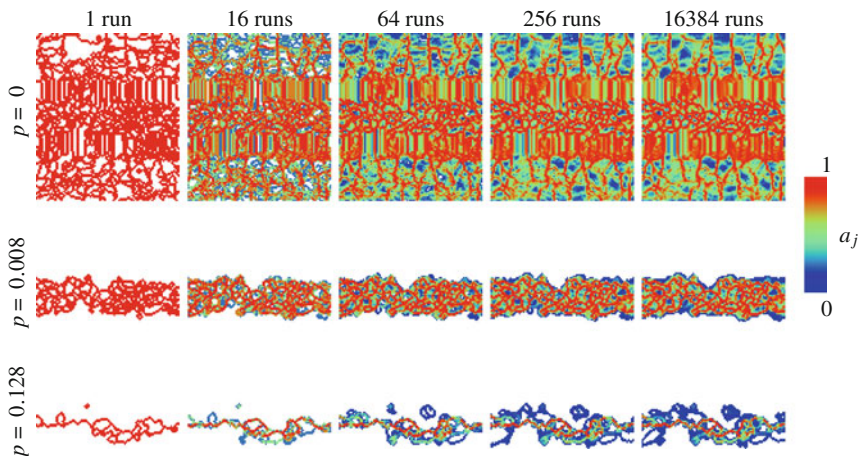 1 run 16 runs 64 runs 256 runs 16384 runs
p = 0
1
a_j
0
p = 0.008
p = 0.128